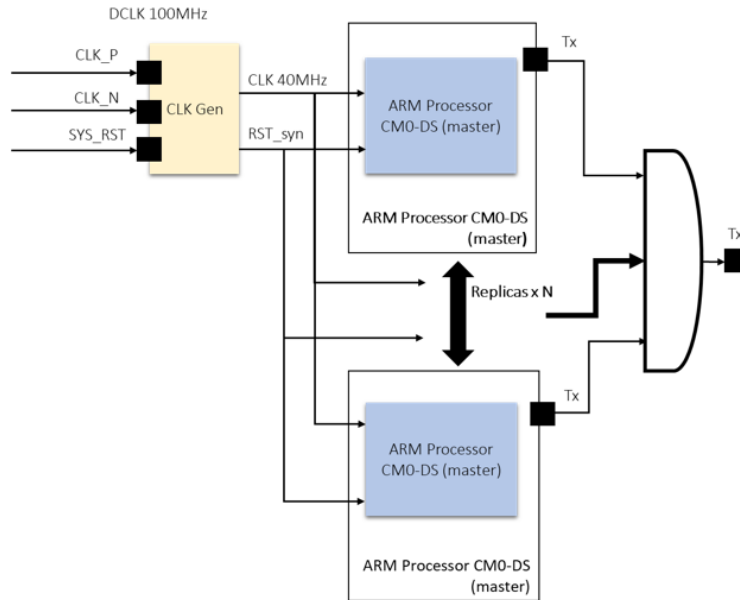 DCLK 100MHz
CLK_P
CLK_N
SYS_RST
CLK Gen
CLK 40MHz
RST_syn
ARM Processor
CM0-DS (master)
ARM Processor CM0-DS
(master)
Tx
Replicas x N
Tx
ARM Processor
CM0-DS (master)
Tx
ARM Processor CM0-DS
(master)